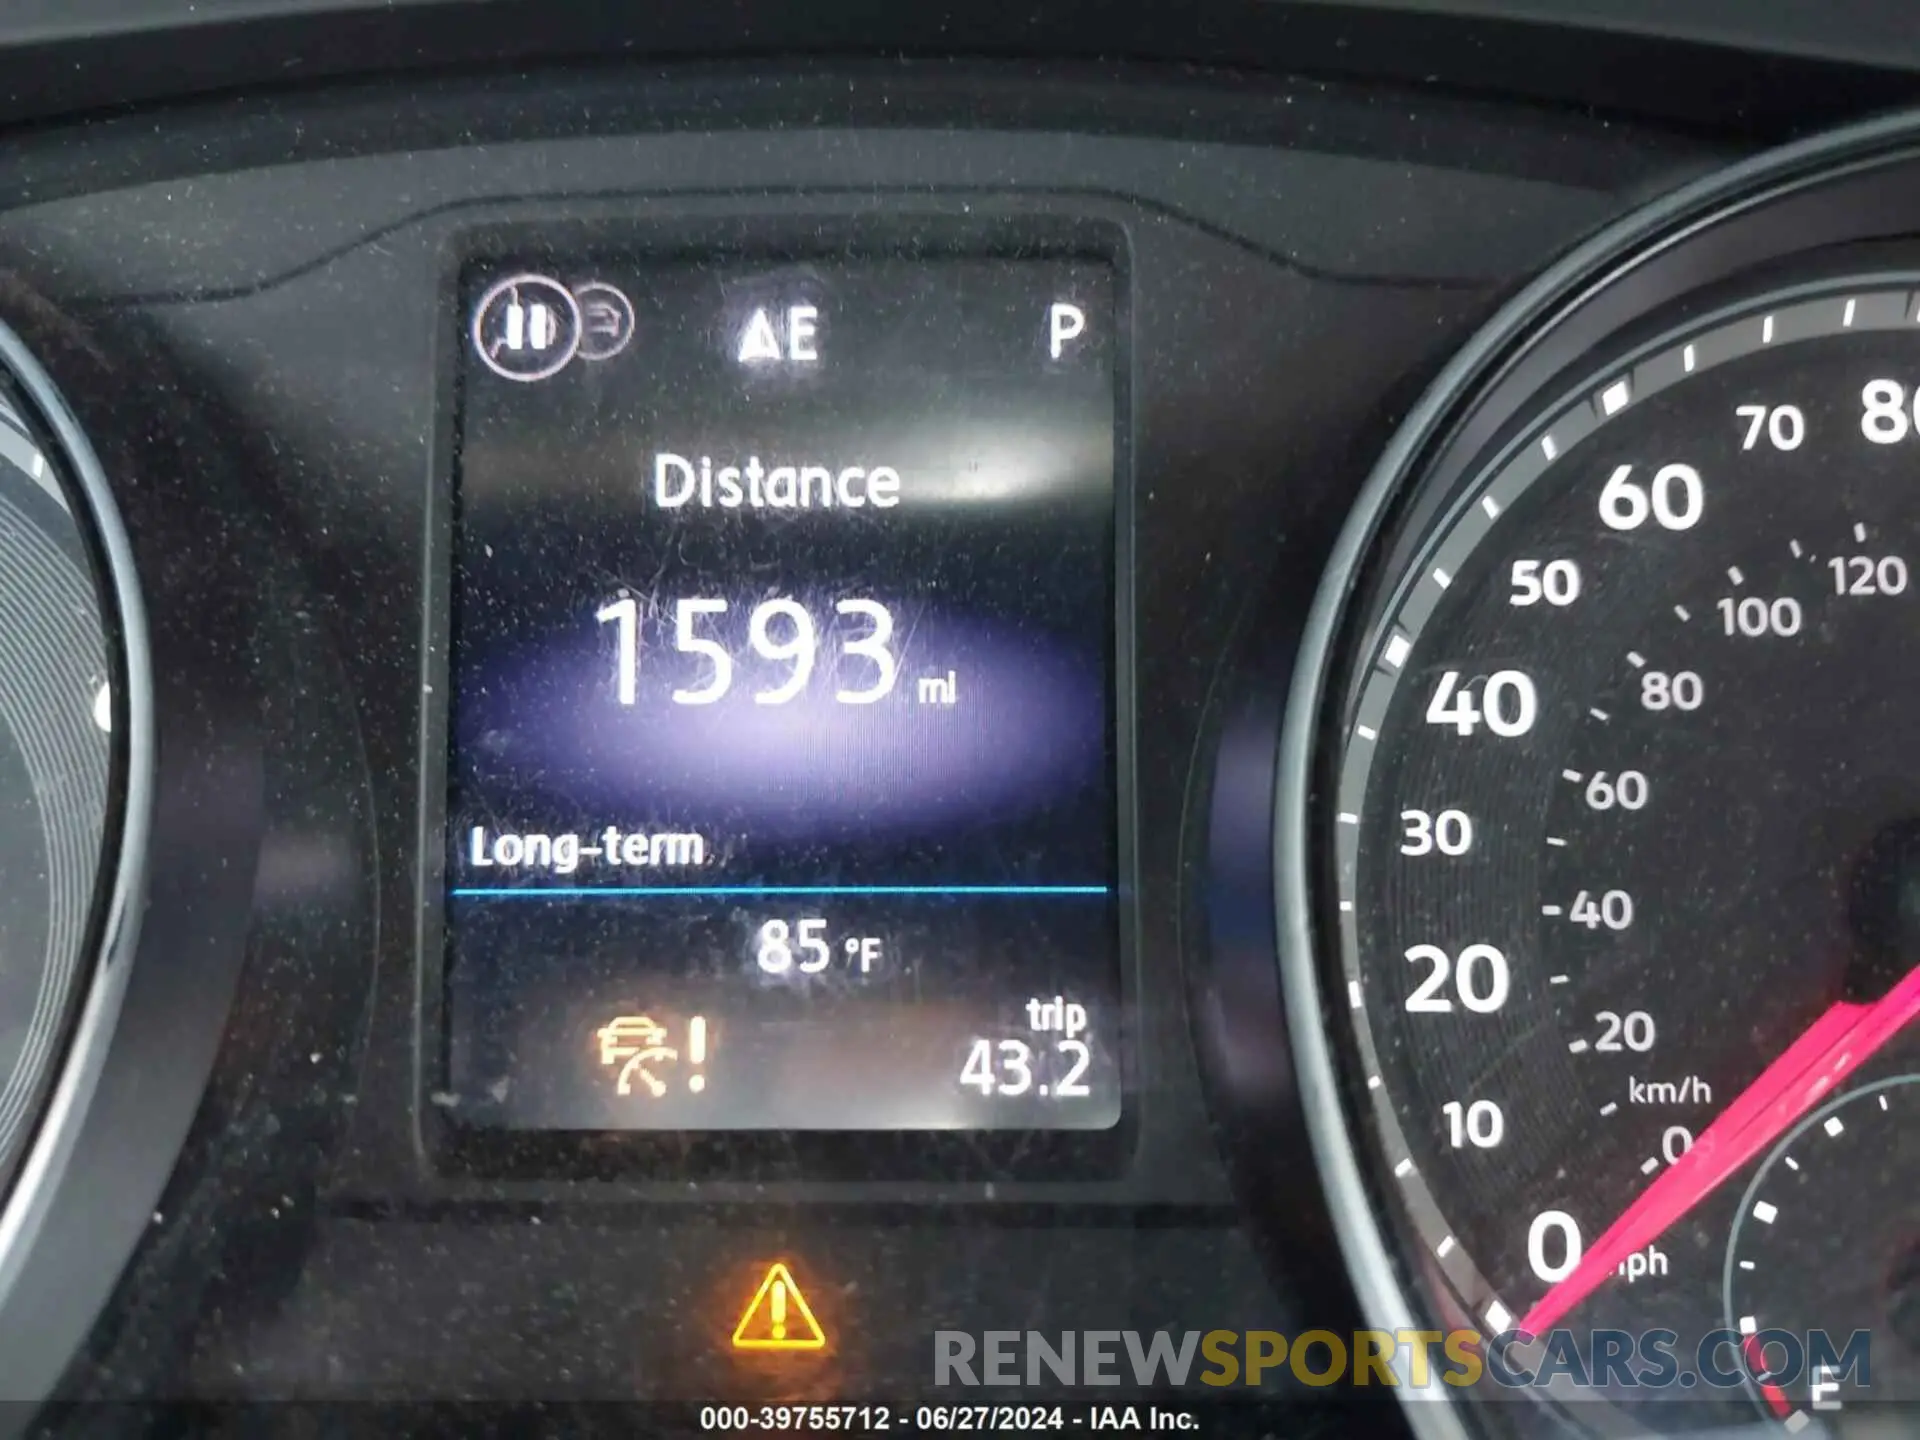 E P
Distance
1593 mi
Long-term
85 °F
trip
43.2
80
70
60
50
40
30
20
10
0
120
100
80
60
40
20
km/h
0
mph
E
RENEWSPORTSCARS.COM
000-39755712 - 06/27/2024 - IAA Inc.